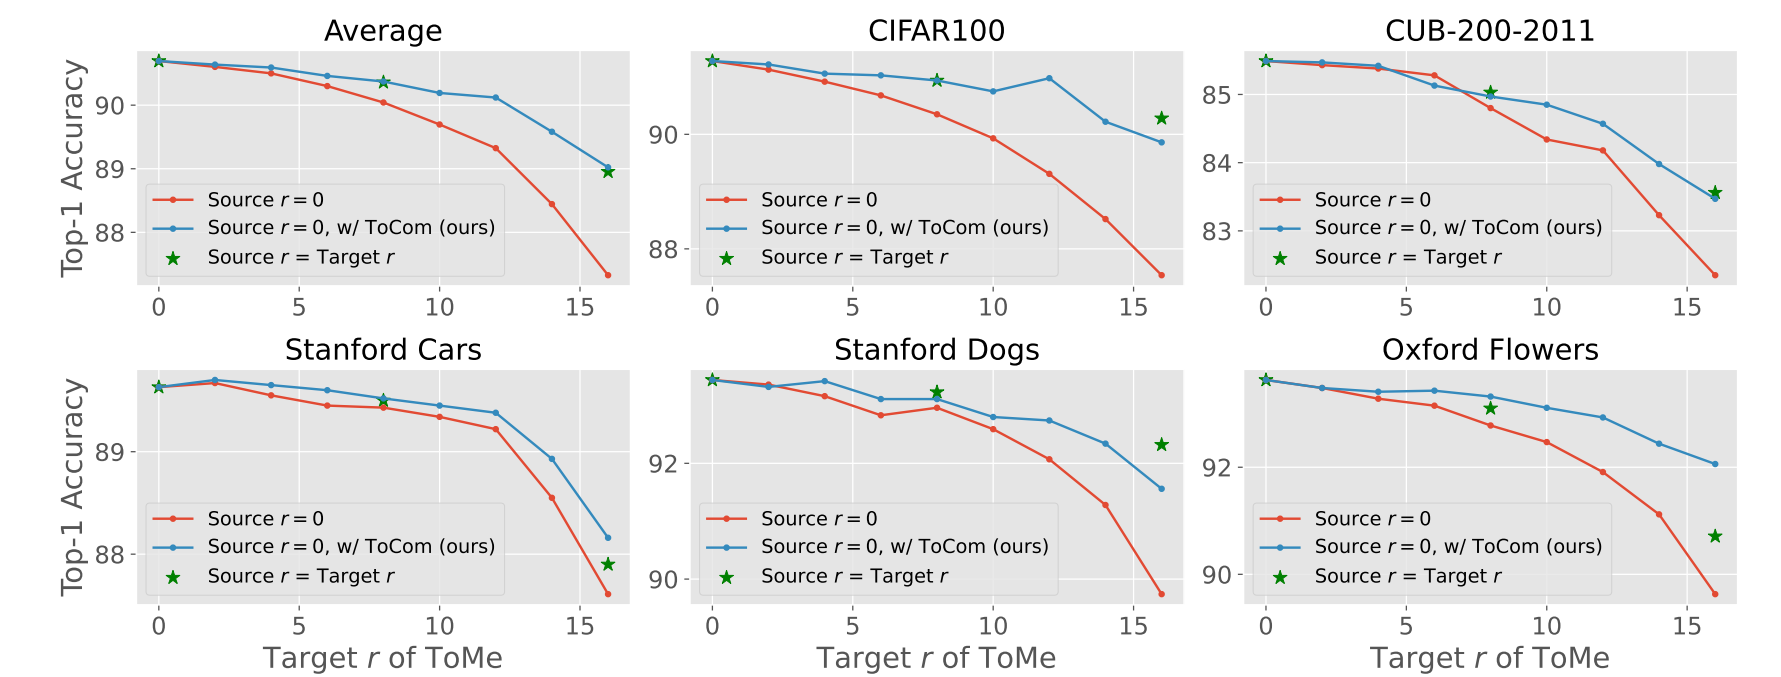 Average
CIFAR100
CUB-200-2011
Top-1 Accuracy
90
89
88
Source r = 0
Source r = 0, w/ ToCom (ours)
Source r = Target r
0 5 10 15
90
88
Source r = 0
Source r = 0, w/ ToCom (ours)
Source r = Target r
0 5 10 15
85
84
83
Source r = 0
Source r = 0, w/ ToCom (ours)
Source r = Target r
0 5 10 15
Stanford Cars
Stanford Dogs
Oxford Flowers
Top-1 Accuracy
89
88
Source r = 0
Source r = 0, w/ ToCom (ours)
Source r = Target r
0 5 10 15
Target r of ToMe
92
90
Source r = 0
Source r = 0, w/ ToCom (ours)
Source r = Target r
0 5 10 15
Target r of ToMe
92
90
Source r = 0
Source r = 0, w/ ToCom (ours)
Source r = Target r
0 5 10 15
Target r of ToMe